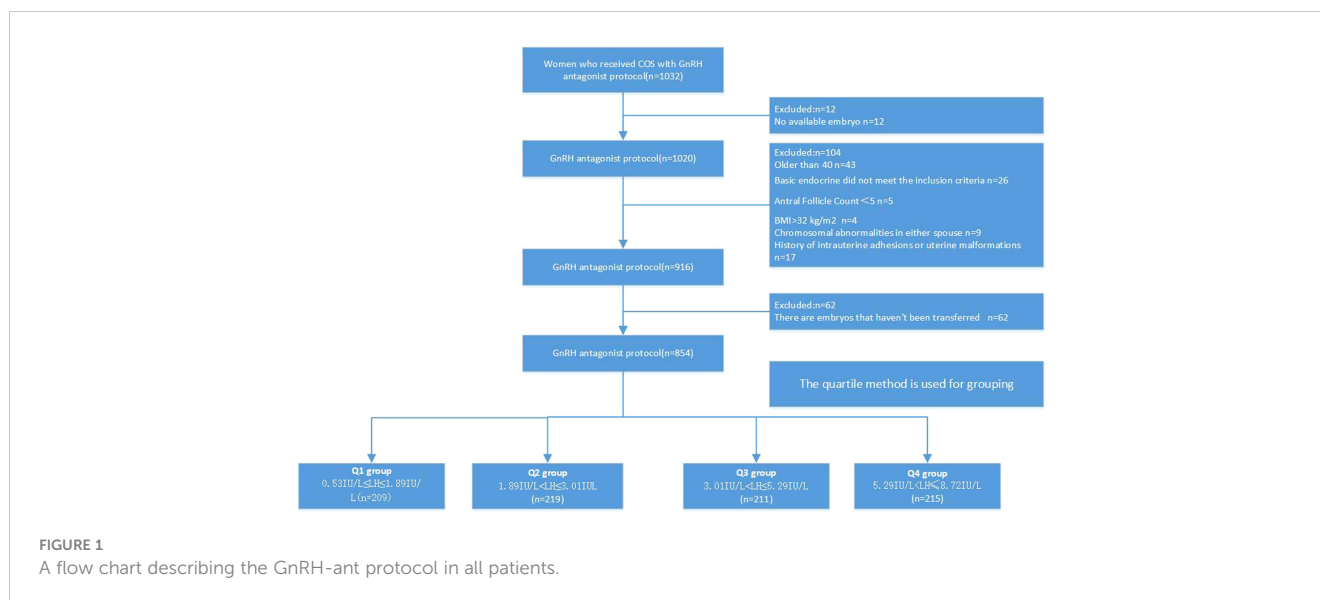 Women who received COS with GnRH
antagonist protocol(n=1032)
Excluded:n=12
No available embryo n=12
GnRH antagonist protocol(n=1020)
Excluded:n=104
Older than 40 n=43
Basic endocrine did not meet the inclusion criteria n=26
Antral Follicle Count＜5 n=5
BMI>32 kg/m2 n=4
Chromosomal abnormalities in either spouse n=9
History of intrauterine adhesions or uterine malformations
n=17
GnRH antagonist protocol(n=916)
Excluded:n=62
There are embryos that haven't been transferred n=62
GnRH antagonist protocol(n=854)
The quartile method is used for grouping
Q1 group
0.53IU/L≤LH≤1.89IU/
L(n=209)
Q2 group
1.89IU/L<LH≤3.01IUL
(n=219)
Q3 group
3.01IU/L<LH≤5.29IU/L
(n=211)
Q4 group
5.29IU/L<LH≤8.72IU/L
(n=215)
FIGURE 1
A flow chart describing the GnRH-ant protocol in all patients.